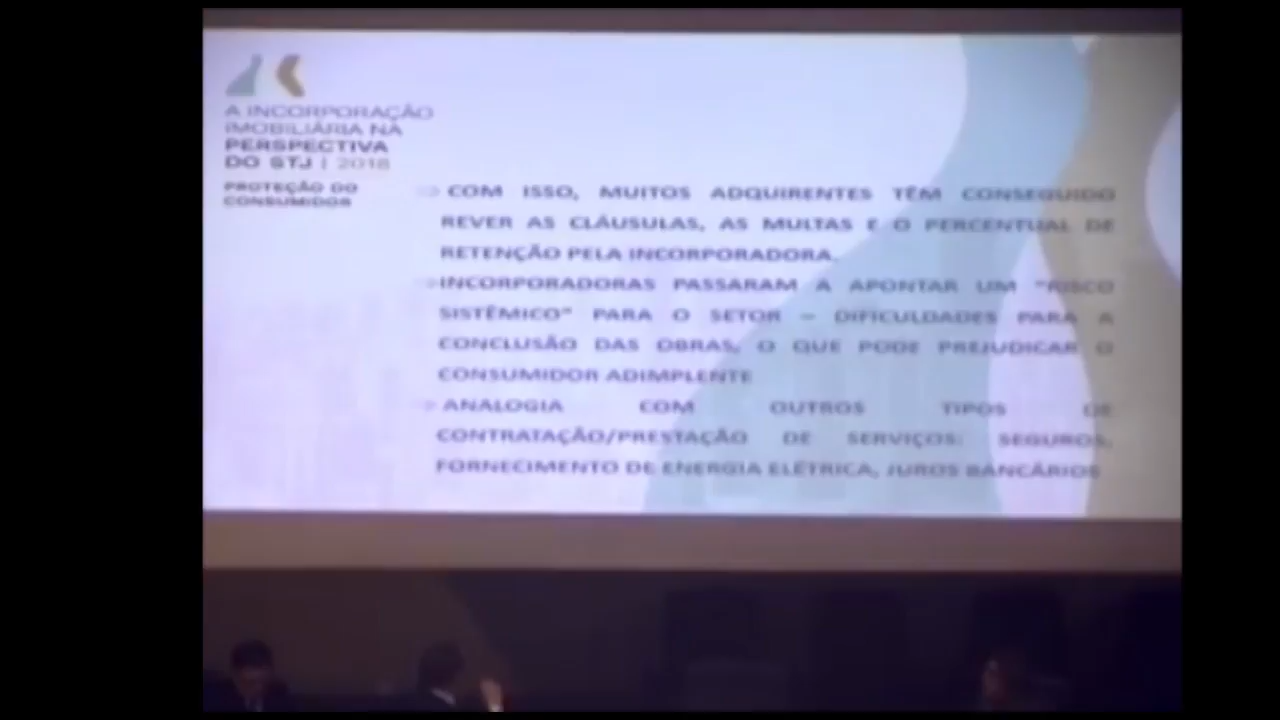 A INCORPORAÇÃO
IMOBILIÁRIA NA
PERSPECTIVA
DO STJ | 2018
PROTEÇÃO DO
CONSUMIDOR
COM ISSO, MUITOS ADQUIRENTES TÊM CONSEGUIDO
REVER AS CLÁUSULAS, AS MULTAS E O PERCENTUAL DE
RETENÇÃO PELA INCORPORADORA.
INCORPORADORAS PASSARAM A APONTAR UM "RISCO
SISTÊMICO" PARA O SETOR – DIFICULDADES PARA A
CONCLUSÃO DAS OBRAS, O QUE PODE PREJUDICAR O
CONSUMIDOR ADIMPLENTE
ANALOGIA COM OUTROS TIPOS DE
CONTRATAÇÃO/PRESTAÇÃO DE SERVIÇOS: SEGUROS,
FORNECIMENTO DE ENERGIA ELÉTRICA, JUROS BANCÁRIOS